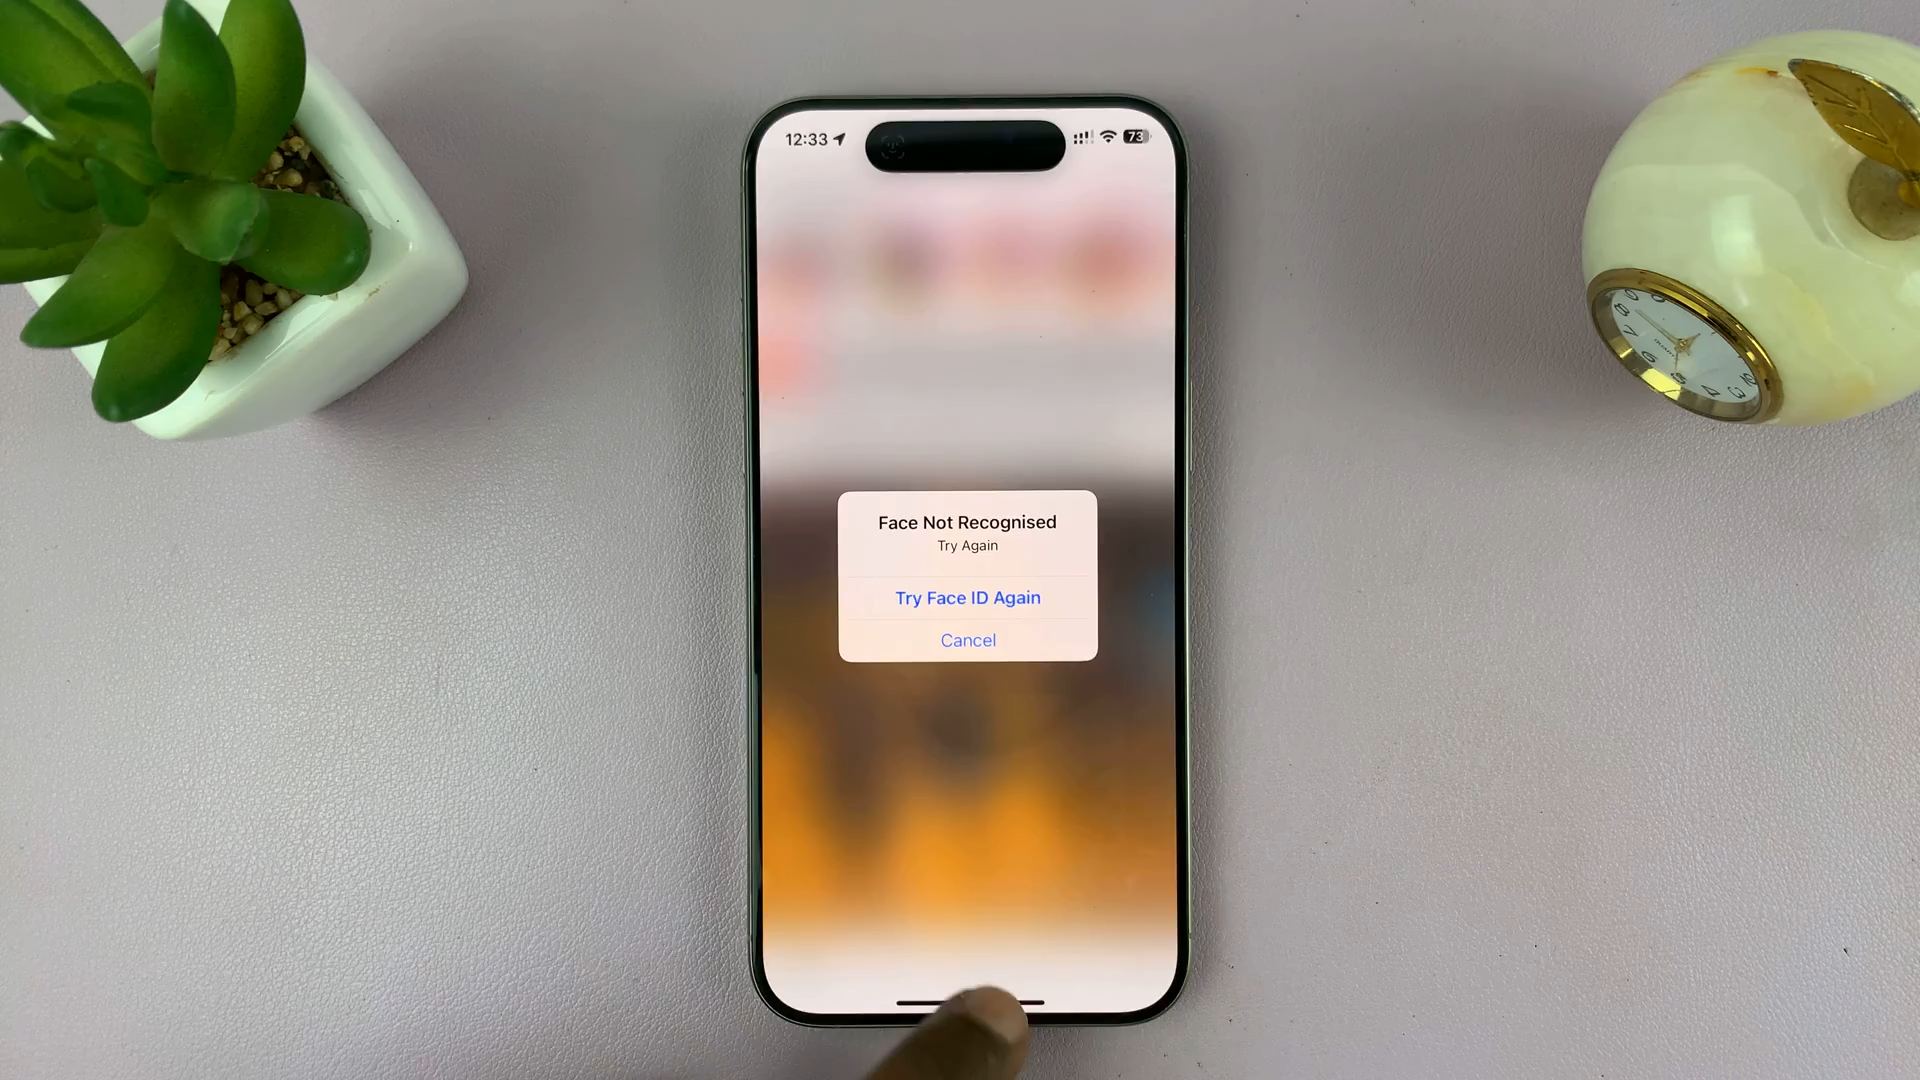 12:33
73
Face Not Recognised
Try Again
Try Face ID Again
Cancel